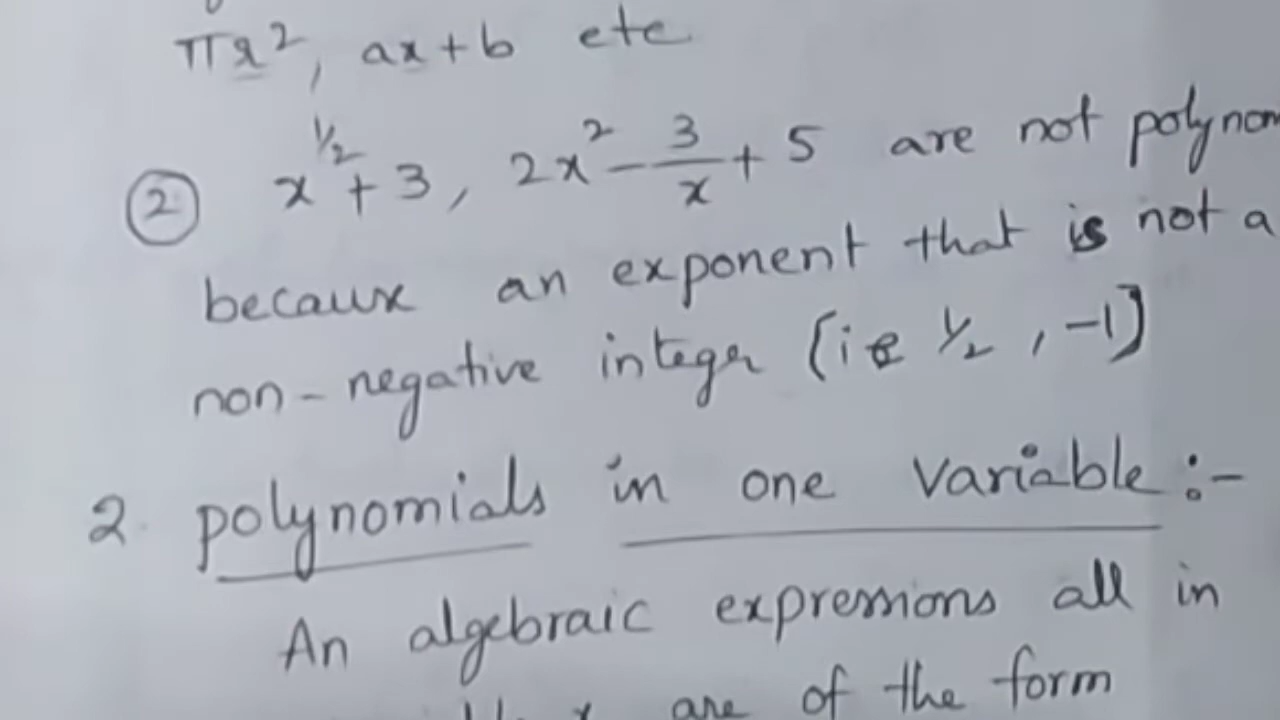 πr², ax+b etc
② x^1/2 + 3, 2x² - 3/x + 5 are not polynom
because an exponent that is not a
non-negative integer (ie 1/2, -1)
2. polynomials in one variable :-
An algebraic expressions all in
x are of the form